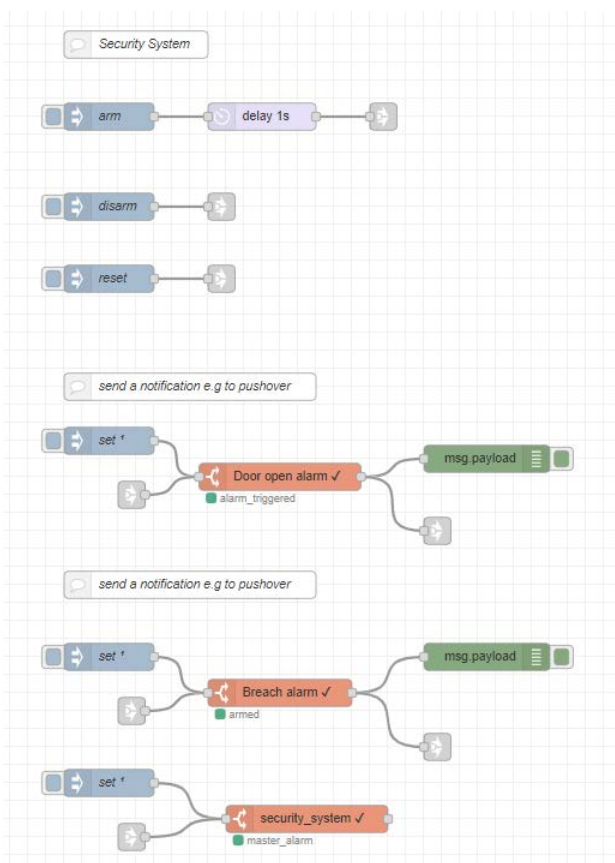 Security System
arm
delay 1s
disarm
reset
send a notification e.g to pushover
set ¹
msg.payload
Door open alarm ✓
alarm_triggered
send a notification e.g to pushover
set ¹
msg.payload
Breach alarm ✓
armed
set ¹
security_system ✓
master_alarm